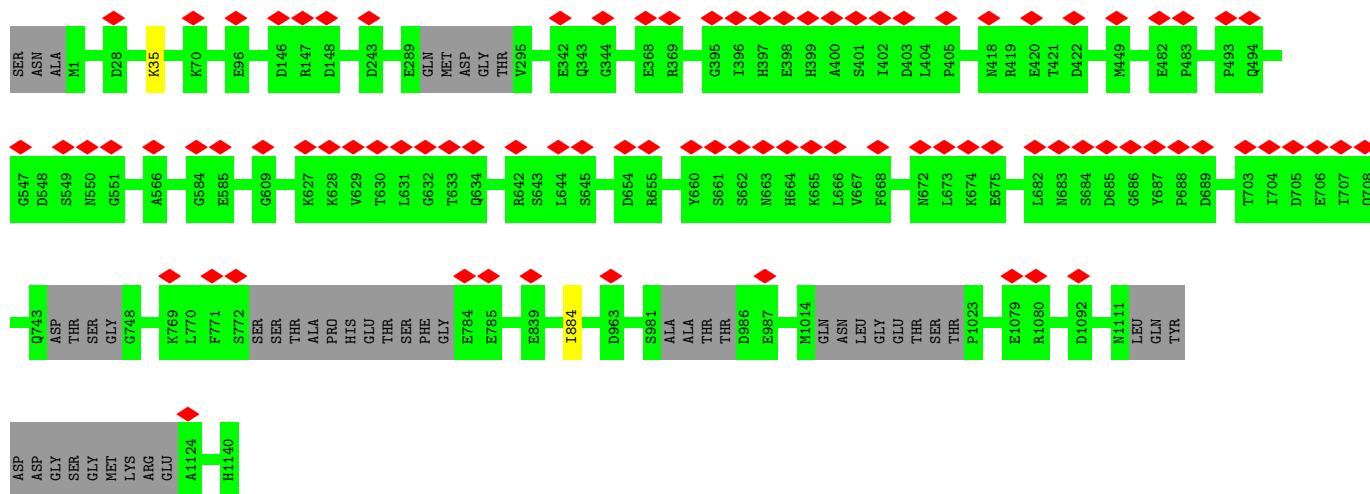 SER ASN ALA M1 D28 K35 K70 E96 D146 R147 D148 D243 E289 GLN MET ASP GLY THR V295 E342 Q343 G344 E368 R369 G395 I396 H397 E398 H399 A400 S401 I402 D403 L404 P405 N418 R419 E420 T421 D422 M449 E482 P483 P493 Q494
G547 D548 S549 N550 G551 A566 G584 E585 G609 K627 K628 V629 T630 L631 G632 T633 Q634 R642 S643 L644 S645 D654 R655 Y660 S661 S662 N663 H664 K665 L666 V667 F668 N672 L673 K674 E675 L682 N683 S684 D685 G686 Y687 P688 D689 T703 I704 D705 E706 I707 Q708
Q743 ASP THR SER GLY G748 K769 L770 F771 S772 SER SER THR ALA PRO HIS GLU THR SER PHE GLY E784 E785 E839 I884 D963 S981 ALA ALA THR THR D986 E987 M1014 GLN ASN LEU GLY GLU THR SER THR P1023 E1079 R1080 D1092 N1111 LEU GLN TYR
ASP ASP GLY SER GLY MET LYS ARG GLU A1124 H1140